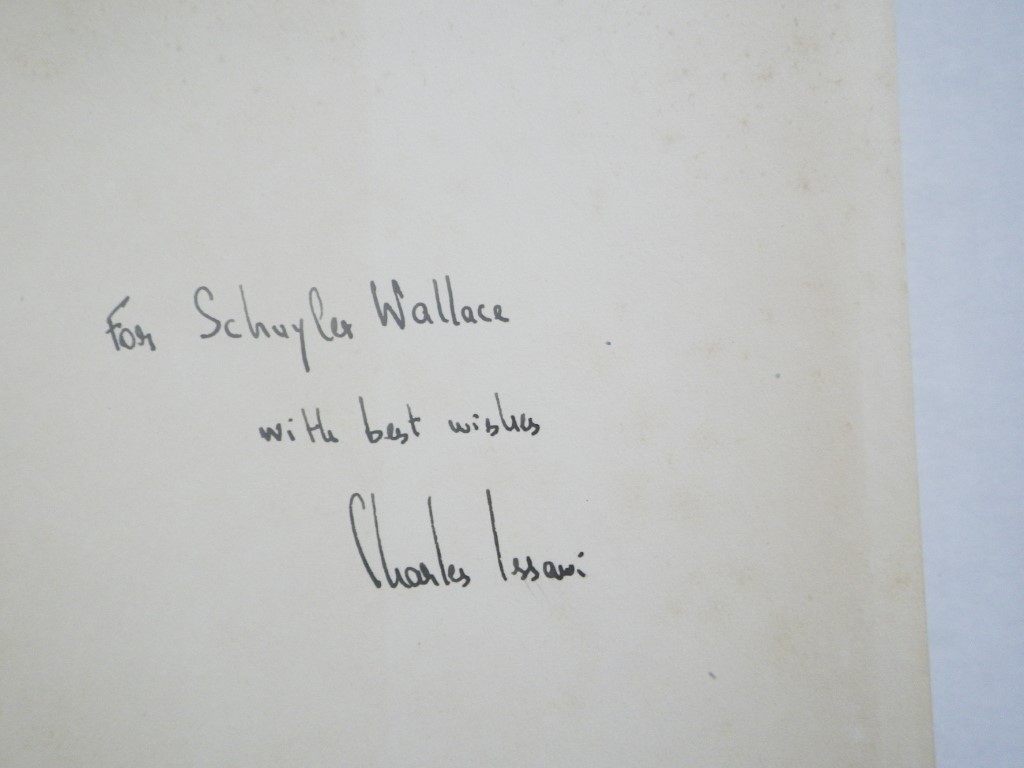 For Schuyler Wallace
with best wishes
Charles Issawi